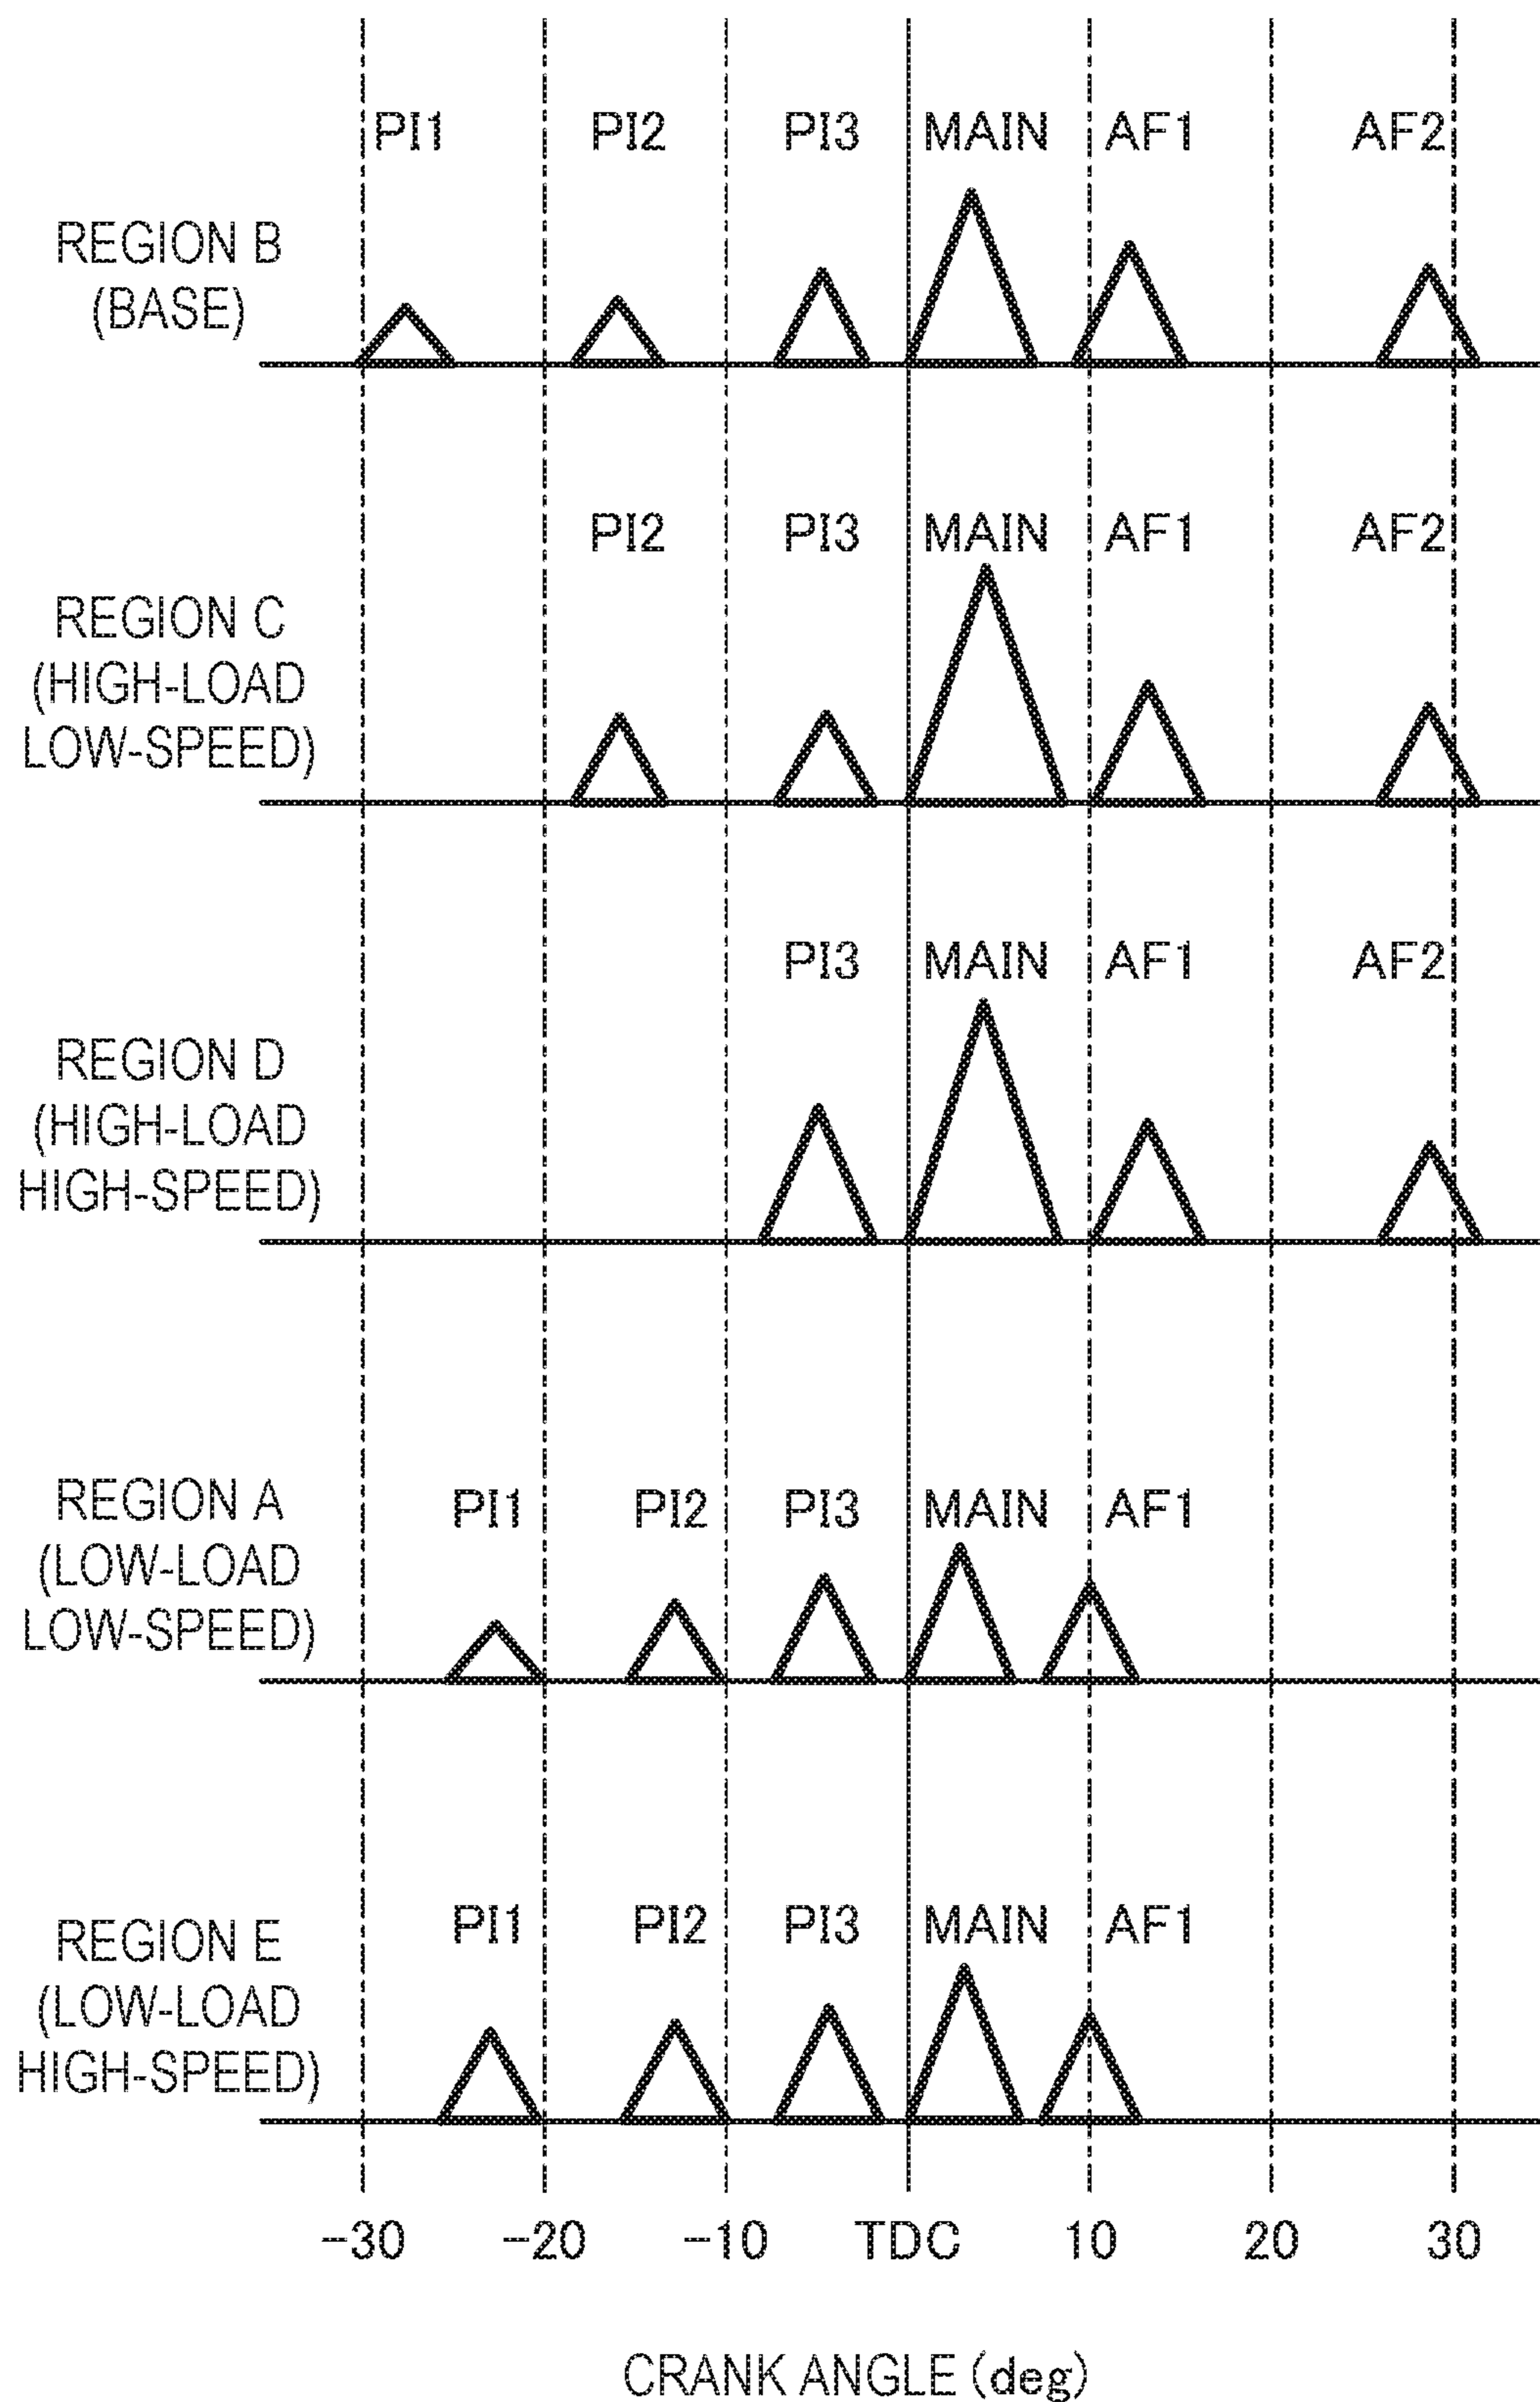 PI1 PI2 PI3 MAIN AF1 AF2
REGION B
(BASE)
PI2 PI3 MAIN AF1 AF2
REGION C
(HIGH-LOAD
LOW-SPEED)
PI3 MAIN AF1 AF2
REGION D
(HIGH-LOAD
HIGH-SPEED)
PI1 PI2 PI3 MAIN AF1
REGION A
(LOW-LOAD
LOW-SPEED)
PI1 PI2 PI3 MAIN AF1
REGION E
(LOW-LOAD
HIGH-SPEED)
-30 -20 -10 TDC 10 20 30
CRANK ANGLE (deg)